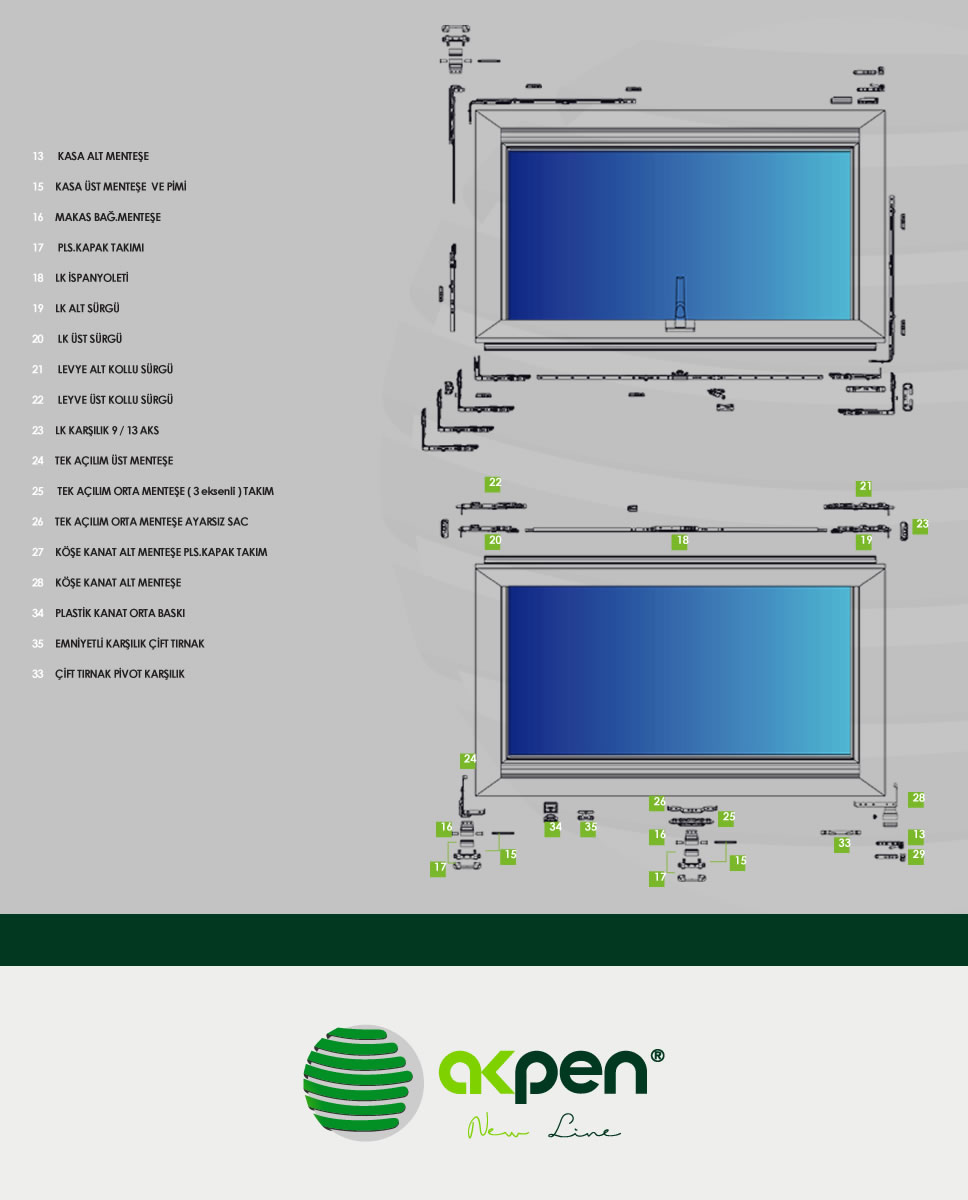 13 KASA ALT MENTEŞE
15 KASA ÜST MENTEŞE VE PİMİ
16 MAKAS BAĞ.MENTEŞE
17 PLS.KAPAK TAKIMI
18 LK İSPANYOLETİ
19 LK ALT SÜRGÜ
20 LK ÜST SÜRGÜ
21 LEVYE ALT KOLLU SÜRGÜ
22 LEYVE ÜST KOLLU SÜRGÜ
23 LK KARŞILIK 9 / 13 AKS
24 TEK AÇILIM ÜST MENTEŞE
25 TEK AÇILIM ORTA MENTEŞE ( 3 eksenli ) TAKIM
26 TEK AÇILIM ORTA MENTEŞE AYARSIZ SAC
27 KÖŞE KANAT ALT MENTEŞE PLS.KAPAK TAKIM
28 KÖŞE KANAT ALT MENTEŞE
34 PLASTİK KANAT ORTA BASKI
35 EMNİYETLİ KARŞILIK ÇİFT TIRNAK
33 ÇİFT TIRNAK PİVOT KARŞILIK
22 21
23
20 18 19
24
26 28
25
16 34 35 16 33 13
15 15 29
17 17
akpen®
New Line